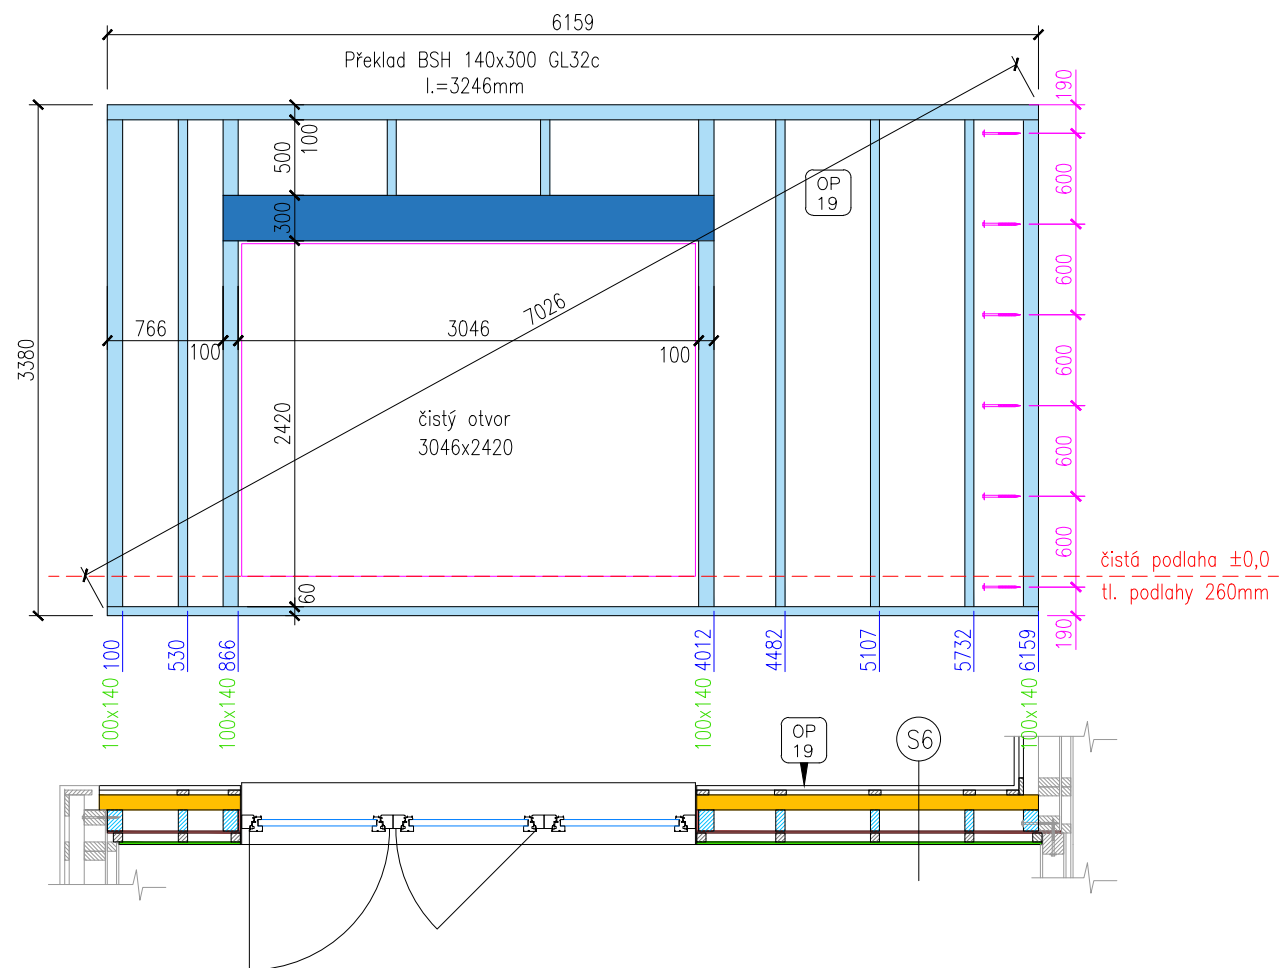 6159
Překlad BSH 140x300 GL32c
l.=3246mm
190
100
500
600
OP
19
300
600
7026
766
3046
100
100
3380
600
2420
čistý otvor
3046x2420
600
600
čistá podlaha ±0,0
tl. podlahy 260mm
60
190
100
530
866
4012
4482
5107
5732
6159
100x140
100x140
100x140
100x140
OP
19
S6